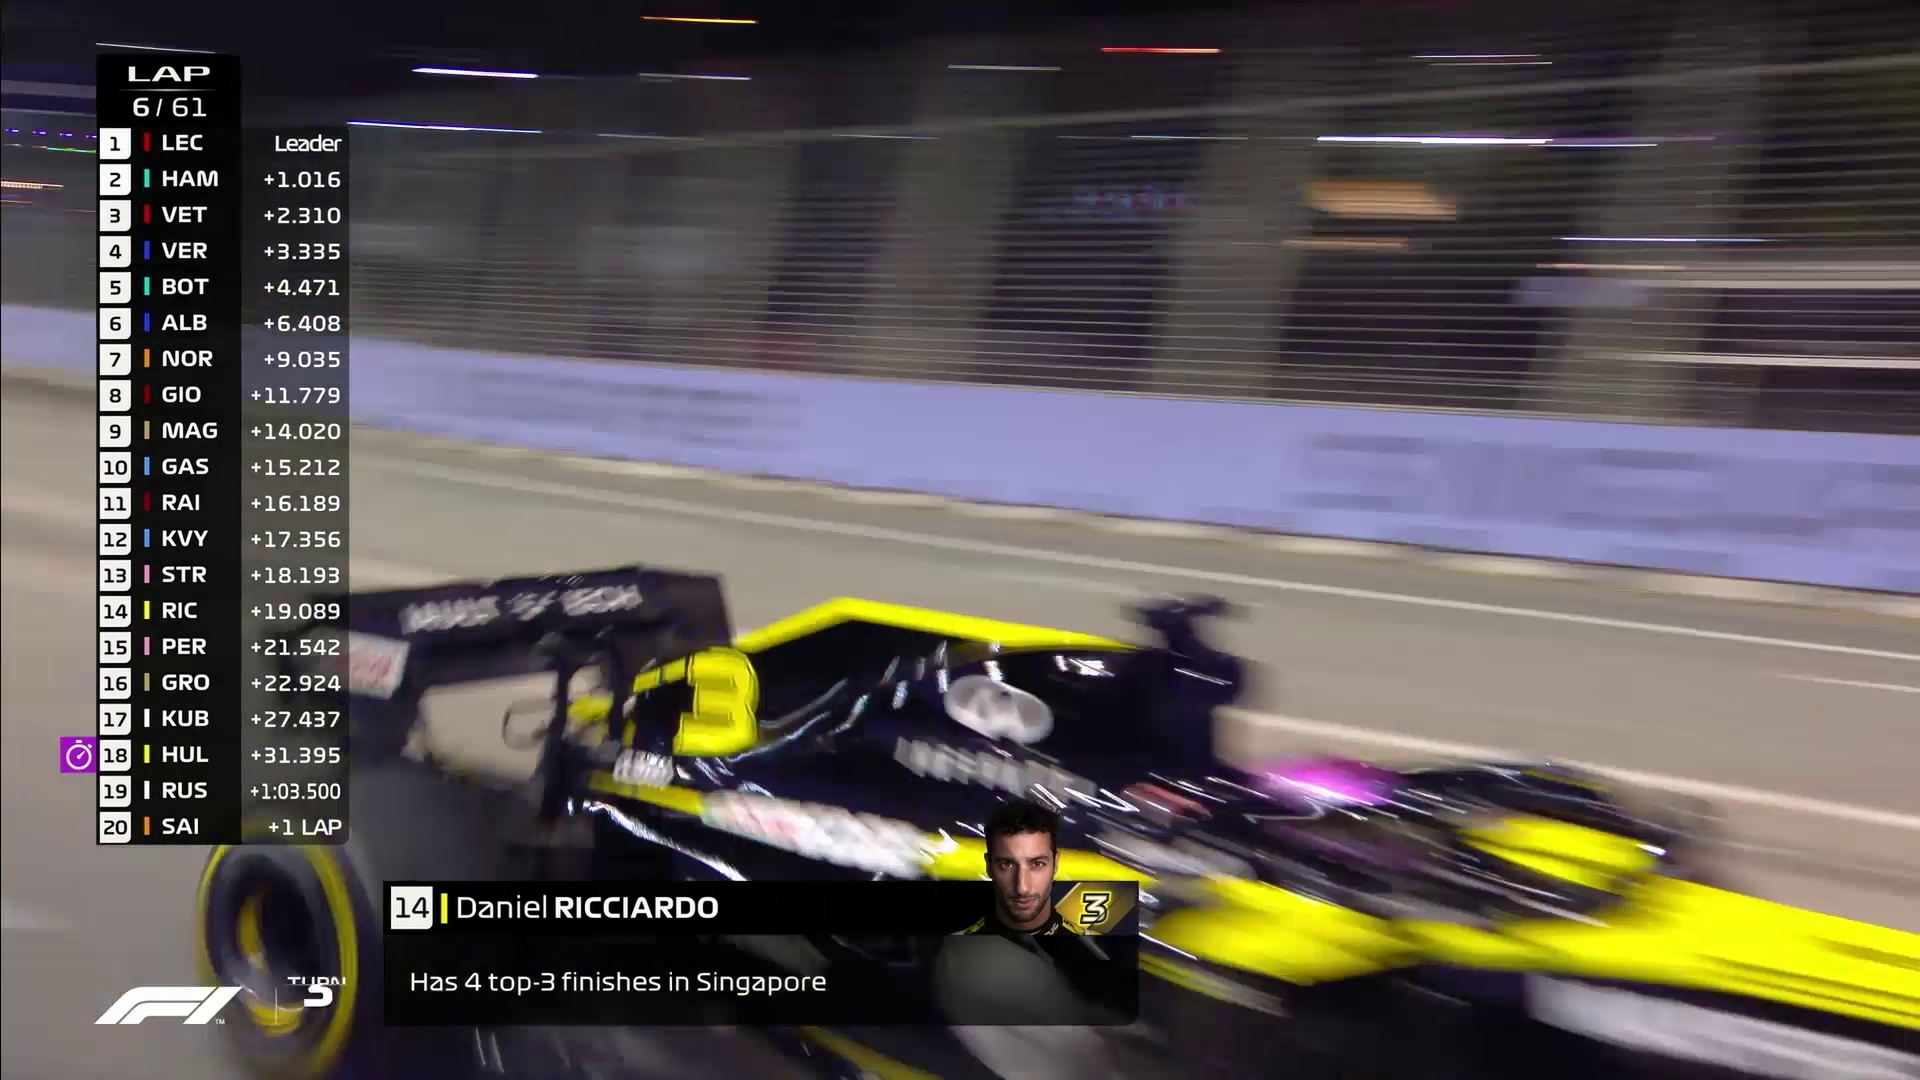 LAP
6 / 61
1 LEC Leader
2 HAM +1.016
3 VET +2.310
4 VER +3.335
5 BOT +4.471
6 ALB +6.408
7 NOR +9.035
8 GIO +11.779
9 MAG +14.020
10 GAS +15.212
11 RAI +16.189
12 KVY +17.356
13 STR +18.193
14 RIC +19.089
15 PER +21.542
16 GRO +22.924
17 KUB +27.437
18 HUL +31.395
19 RUS +1:03.500
20 SAI +1 LAP
3
14 Daniel RICCIARDO 3
Has 4 top-3 finishes in Singapore
F1 TM